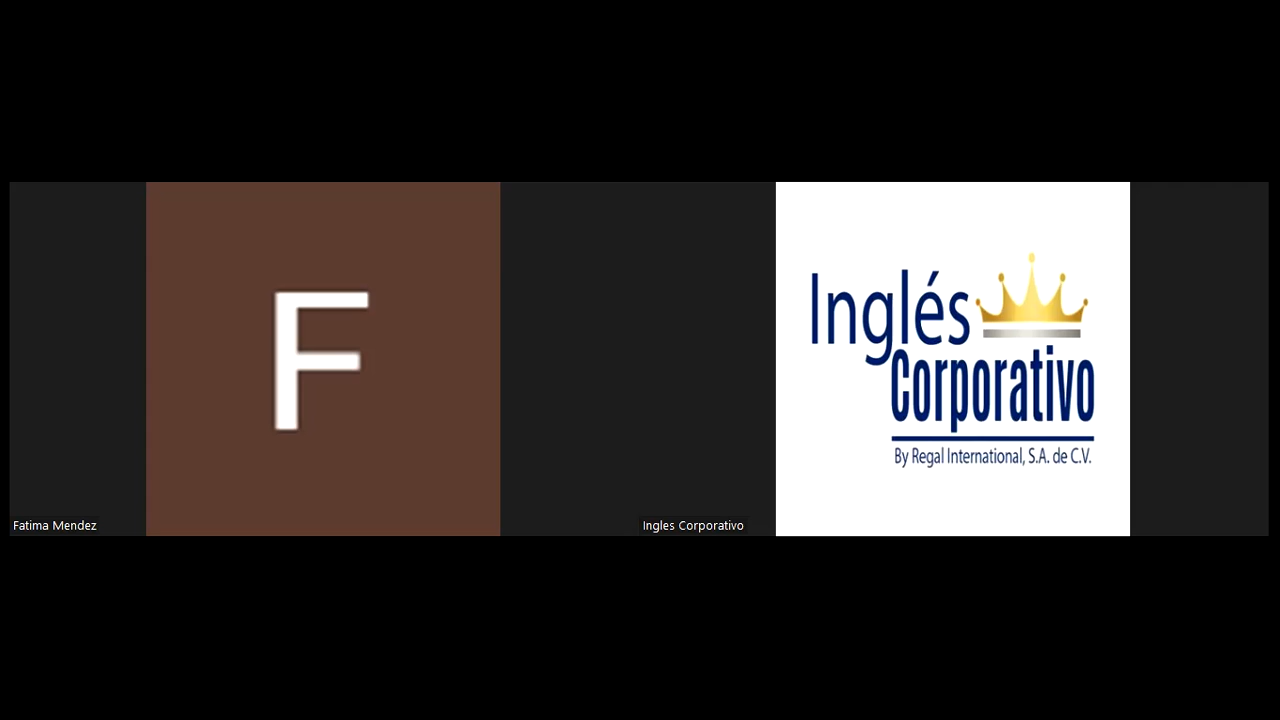 F
Fatima Mendez
Inglés
Corporativo
By Regal International, S.A. de C.V.
Ingles Corporativo